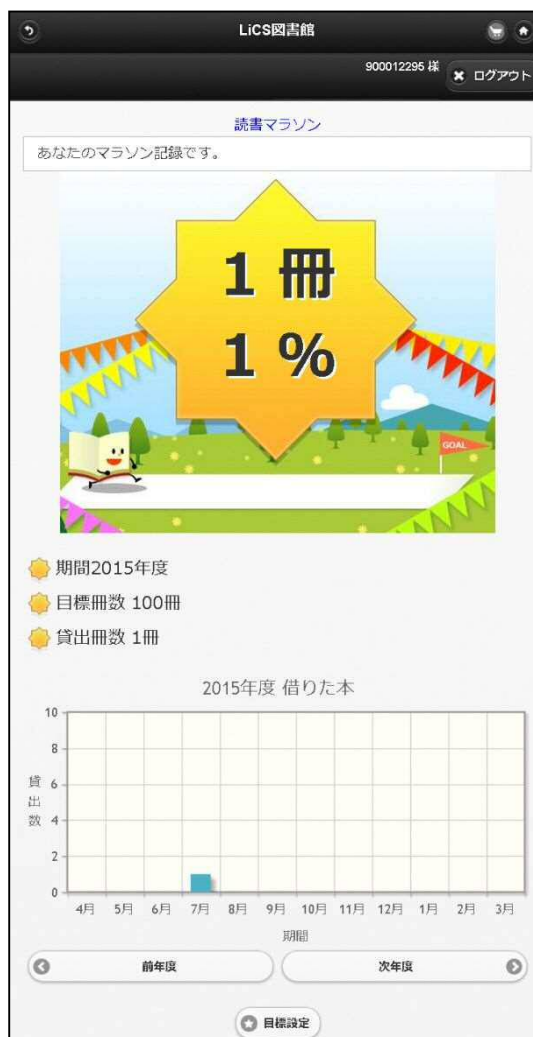 LiCS図書館
900012295 様
ログアウト
読書マラソン
あなたのマラソン記録です。
1 冊
1 %
GOAL
期間2015年度
目標冊数 100冊
貸出冊数 1冊
2015年度 借りた本
10
8
6
4
2
0
貸出数
4月 5月 6月 7月 8月 9月 10月 11月 12月 1月 2月 3月
期間
前年度 次年度
目標設定